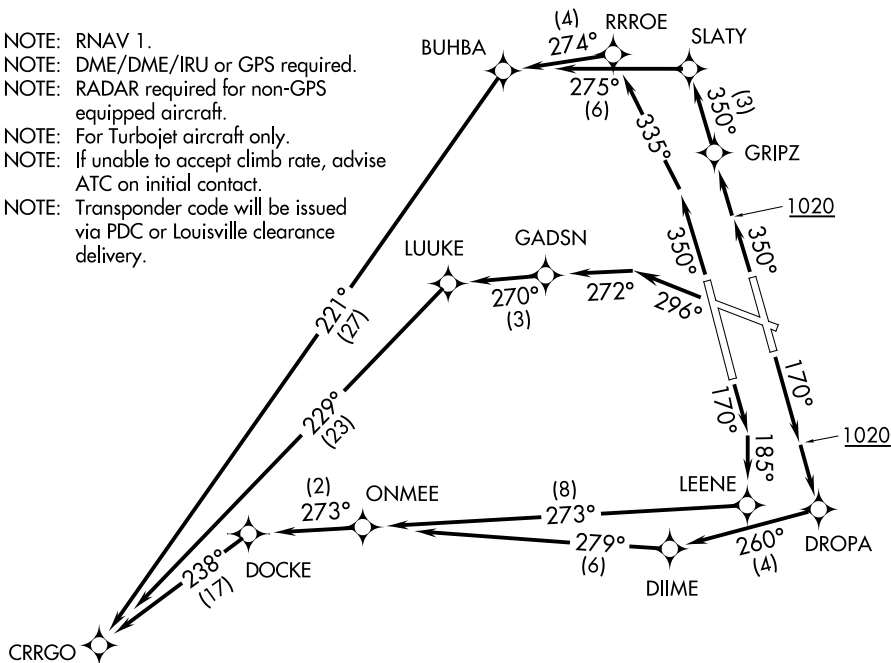 NOTE: RNAV 1.
NOTE: DME/DME/IRU or GPS required.
NOTE: RADAR required for non-GPS
equipped aircraft.
NOTE: For Turbojet aircraft only.
NOTE: If unable to accept climb rate, advise
ATC on initial contact.
NOTE: Transponder code will be issued
via PDC or Louisville clearance
delivery.
(4)
274°
RRROE
BUHBA
SLATY
275°
(6)
350°
(3)
335°
GRIPZ
1020
350°
350°
GADSN
LUUKE
270°
(3)
272°
296°
221°
(27)
229°
(23)
170°
170°
1020
185°
LEENE
(8)
273°
ONMEE
(2)
273°
279°
(6)
260°
(4)
DROPA
DIIME
DOCKE
238°
(17)
CRRGO